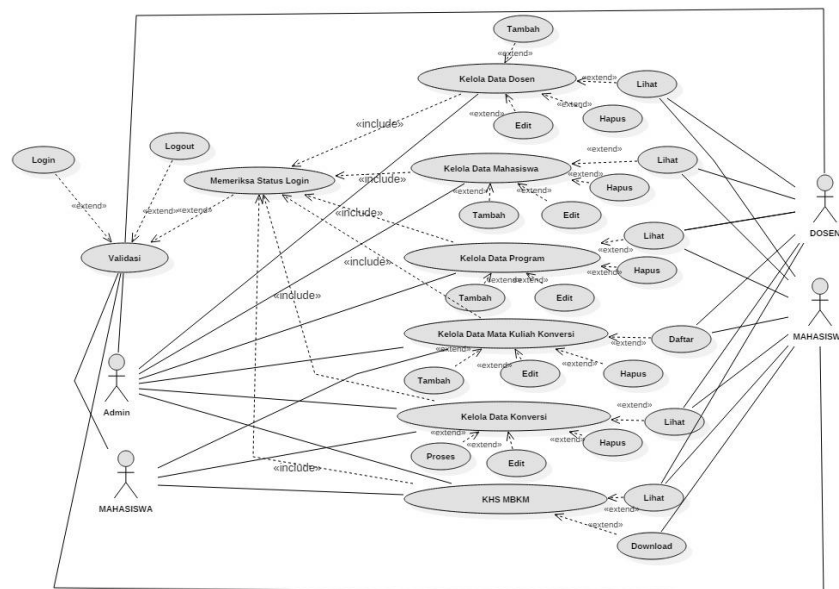 Tambah
«extend»
Kelola Data Dosen
«extend»
Lihat
«extend»
«extend»
Edit
Hapus
«include»
Login
Logout
Memeriksa Status Login
«include»
Kelola Data Mahasiswa
«extend»
Lihat
«extend»
«extend»
«extend»
Hapus
Tambah
Edit
«extend»
«extend»
«extend»
Validasi
«include»
Kelola Data Program
«extend»
Lihat
«extend»
Hapus
«extend»
«extend»
Tambah
Edit
«include»
«include»
Kelola Data Mata Kuliah Konversi
«extend»
Daftar
«extend»
«extend»
«extend»
Tambah
Edit
Hapus
Kelola Data Konversi
«extend»
Lihat
«extend»
«extend»
«extend»
Proses
Edit
Hapus
«include»
KHS MBKM
«extend»
Lihat
«extend»
Download
Admin
MAHASISWA
DOSEN
MAHASISW